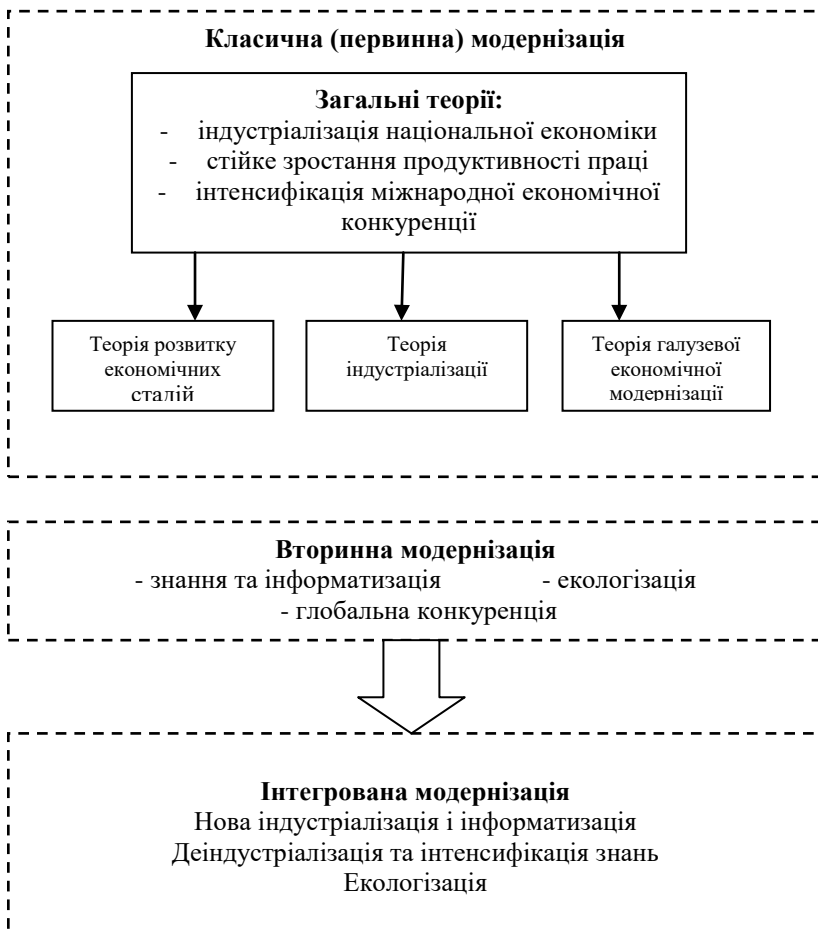 Класична (первинна) модернізація
Загальні теорії:
- індустріалізація національної економіки
- стійке зростання продуктивності праці
- інтенсифікація міжнародної економічної
конкуренції
Теорія розвитку
економічних
стадій
Теорія
індустріалізації
Теорія галузевої
економічної
модернізації
Вторинна модернізація
- знання та інформатизація - екологізація
- глобальна конкуренція
Інтегрована модернізація
Нова індустріалізація і інформатизація
Деіндустріалізація та інтенсифікація знань
Екологізація